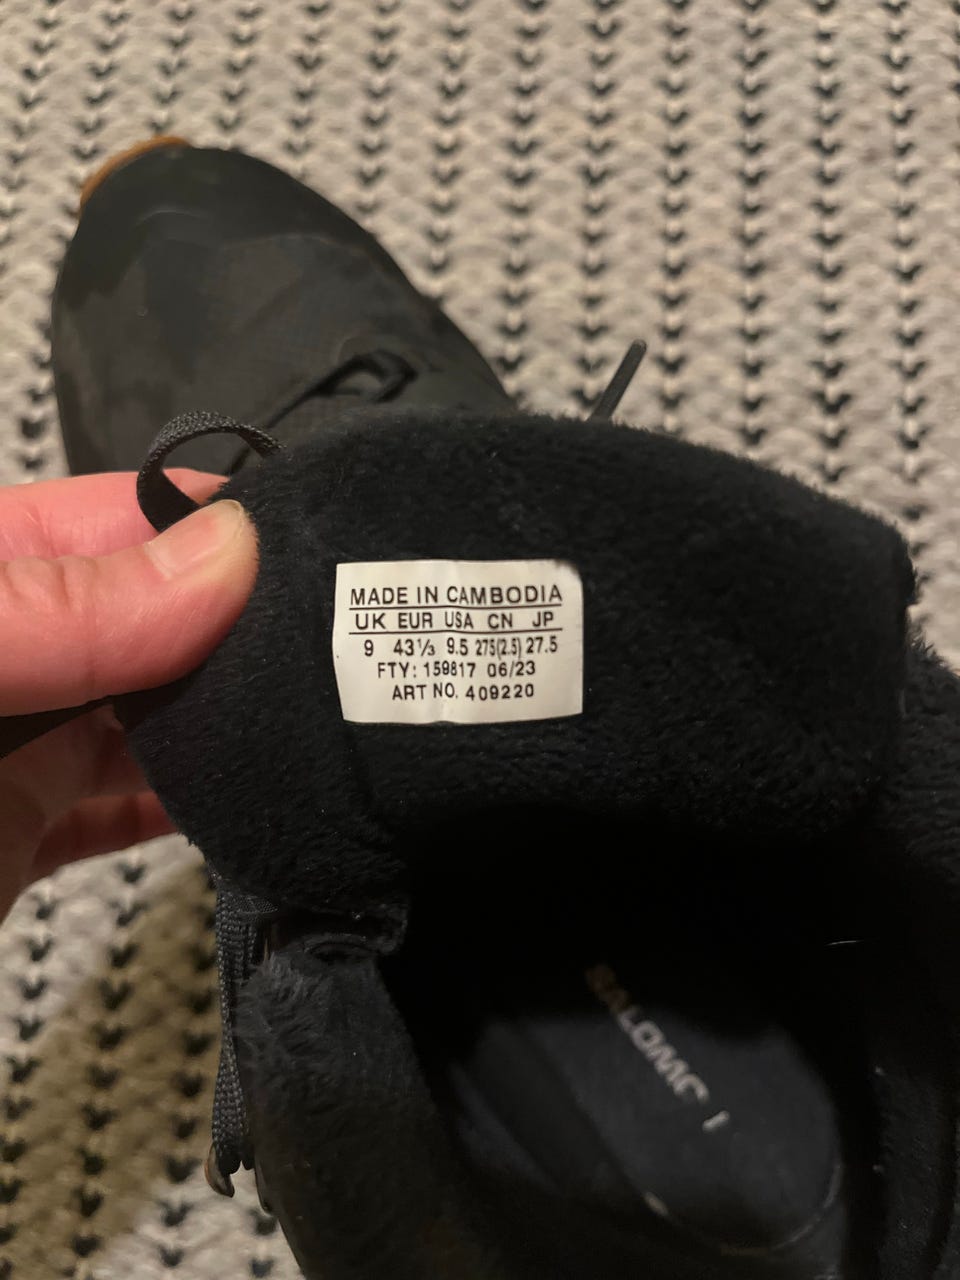 MADE IN CAMBODIA
UK EUR USA CN JP
9 43⅓ 9.5 275(2.5) 27.5
FTY: 159817 06/23
ART NO. 409220